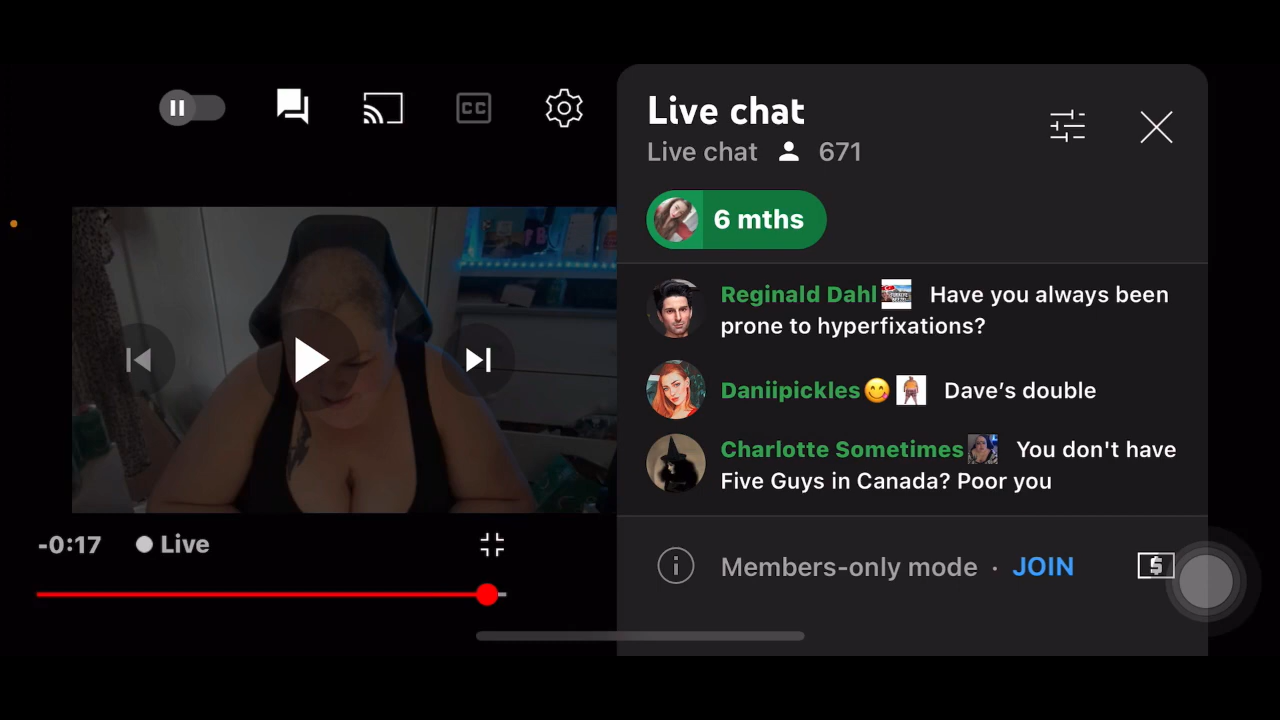 CC
Live chat
Live chat 671
6 mths
Reginald Dahl Have you always been
prone to hyperfixations?
Daniipickles😋 Dave’s double
Charlotte Sometimes You don't have
Five Guys in Canada? Poor you
-0:17 Live
Members-only mode · JOIN
$